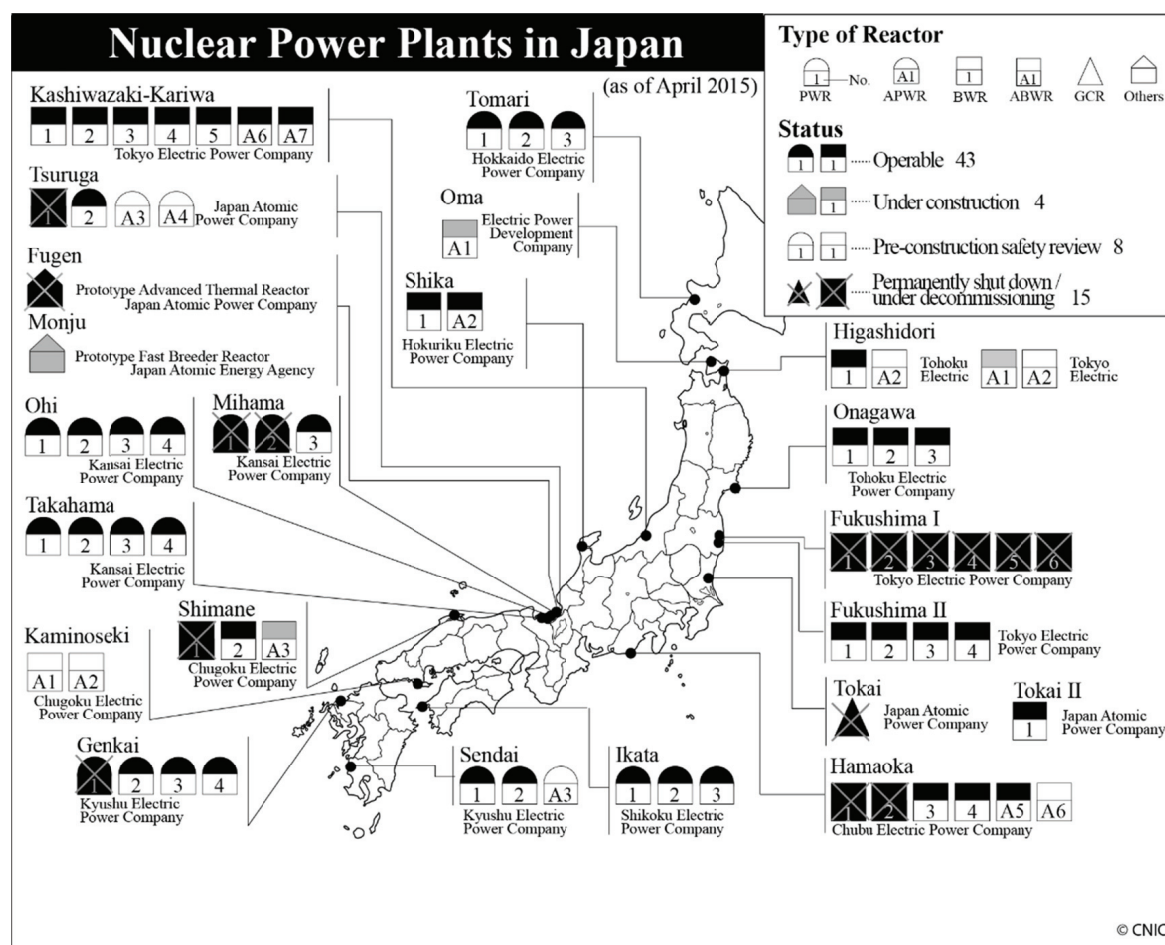 Nuclear Power Plants in Japan
(as of April 2015)
Type of Reactor
1 No. A1 1 A1
PWR APWR BWR ABWR GCR Others
Status
1 1 Operable 43
1 Under construction 4
1 1 Pre-construction safety review 8
Permanently shut down /
under decommissioning 15
Kashiwazaki-Kariwa
1 2 3 4 5 A6 A7
Tokyo Electric Power Company
Tsuruga
1 2 A3 A4
Japan Atomic
Power Company
Fugen
Prototype Advanced Thermal Reactor
Japan Atomic Power Company
Monju
Prototype Fast Breeder Reactor
Japan Atomic Energy Agency
Ohi
1 2 3 4
Kansai Electric
Power Company
Mihama
1 2 3
Kansai Electric
Power Company
Takahama
1 2 3 4
Kansai Electric
Power Company
Shimane
1 2 A3
Chugoku Electric
Power Company
Kaminoseki
A1 A2
Chugoku Electric
Power Company
Genkai
1 2 3 4
Kyushu Electric
Power Company
Tomari
1 2 3
Hokkaido Electric
Power Company
Oma
A1
Electric Power
Development
Company
Shika
1 A2
Hokuriku Electric
Power Company
Sendai
1 2 A3
Kyushu Electric
Power Company
Ikata
1 2 3
Shikoku Electric
Power Company
Higashidori
1 A2 Tohoku Electric
A1 A2 Tokyo Electric
Onagawa
1 2 3
Tohoku Electric
Power Company
Fukushima I
1 2 3 4 5 6
Tokyo Electric Power Company
Fukushima II
1 2 3 4
Tokyo Electric
Power Company
Tokai
Japan Atomic
Power Company
Tokai II
1
Japan Atomic
Power Company
Hamaoka
1 2 3 4 A5 A6
Chubu Electric Power Company
© CNIC